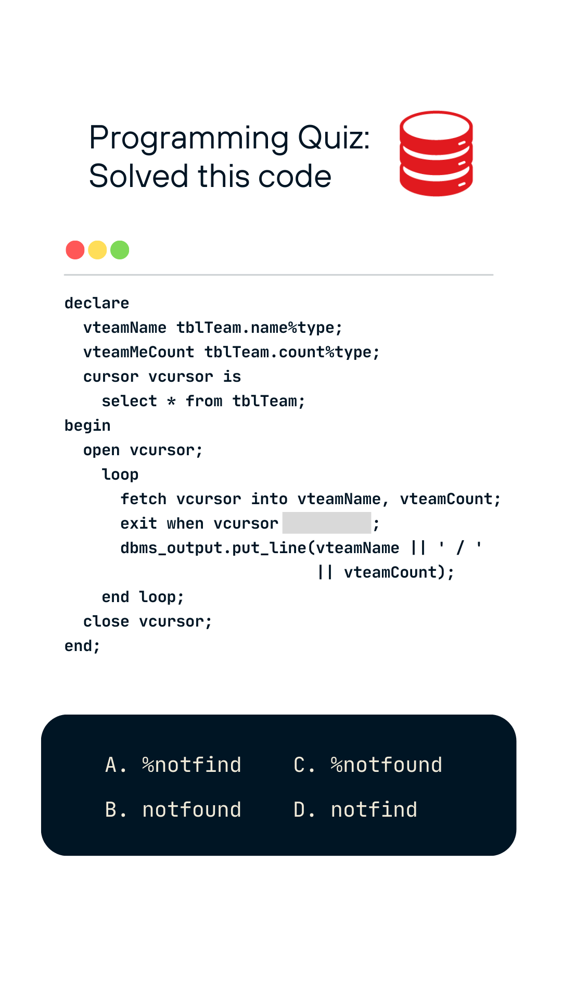 Programming Quiz:
Solved this code
declare
  vteamName tblTeam.name%type;
  vteamMeCount tblTeam.count%type;
  cursor vcursor is
    select * from tblTeam;
begin
  open vcursor;
    loop
      fetch vcursor into vteamName, vteamCount;
      exit when vcursor ;
      dbms_output.put_line(vteamName || ' / '
                           || vteamCount);
    end loop;
  close vcursor;
end;
A. %notfind
B. notfound
C. %notfound
D. notfind